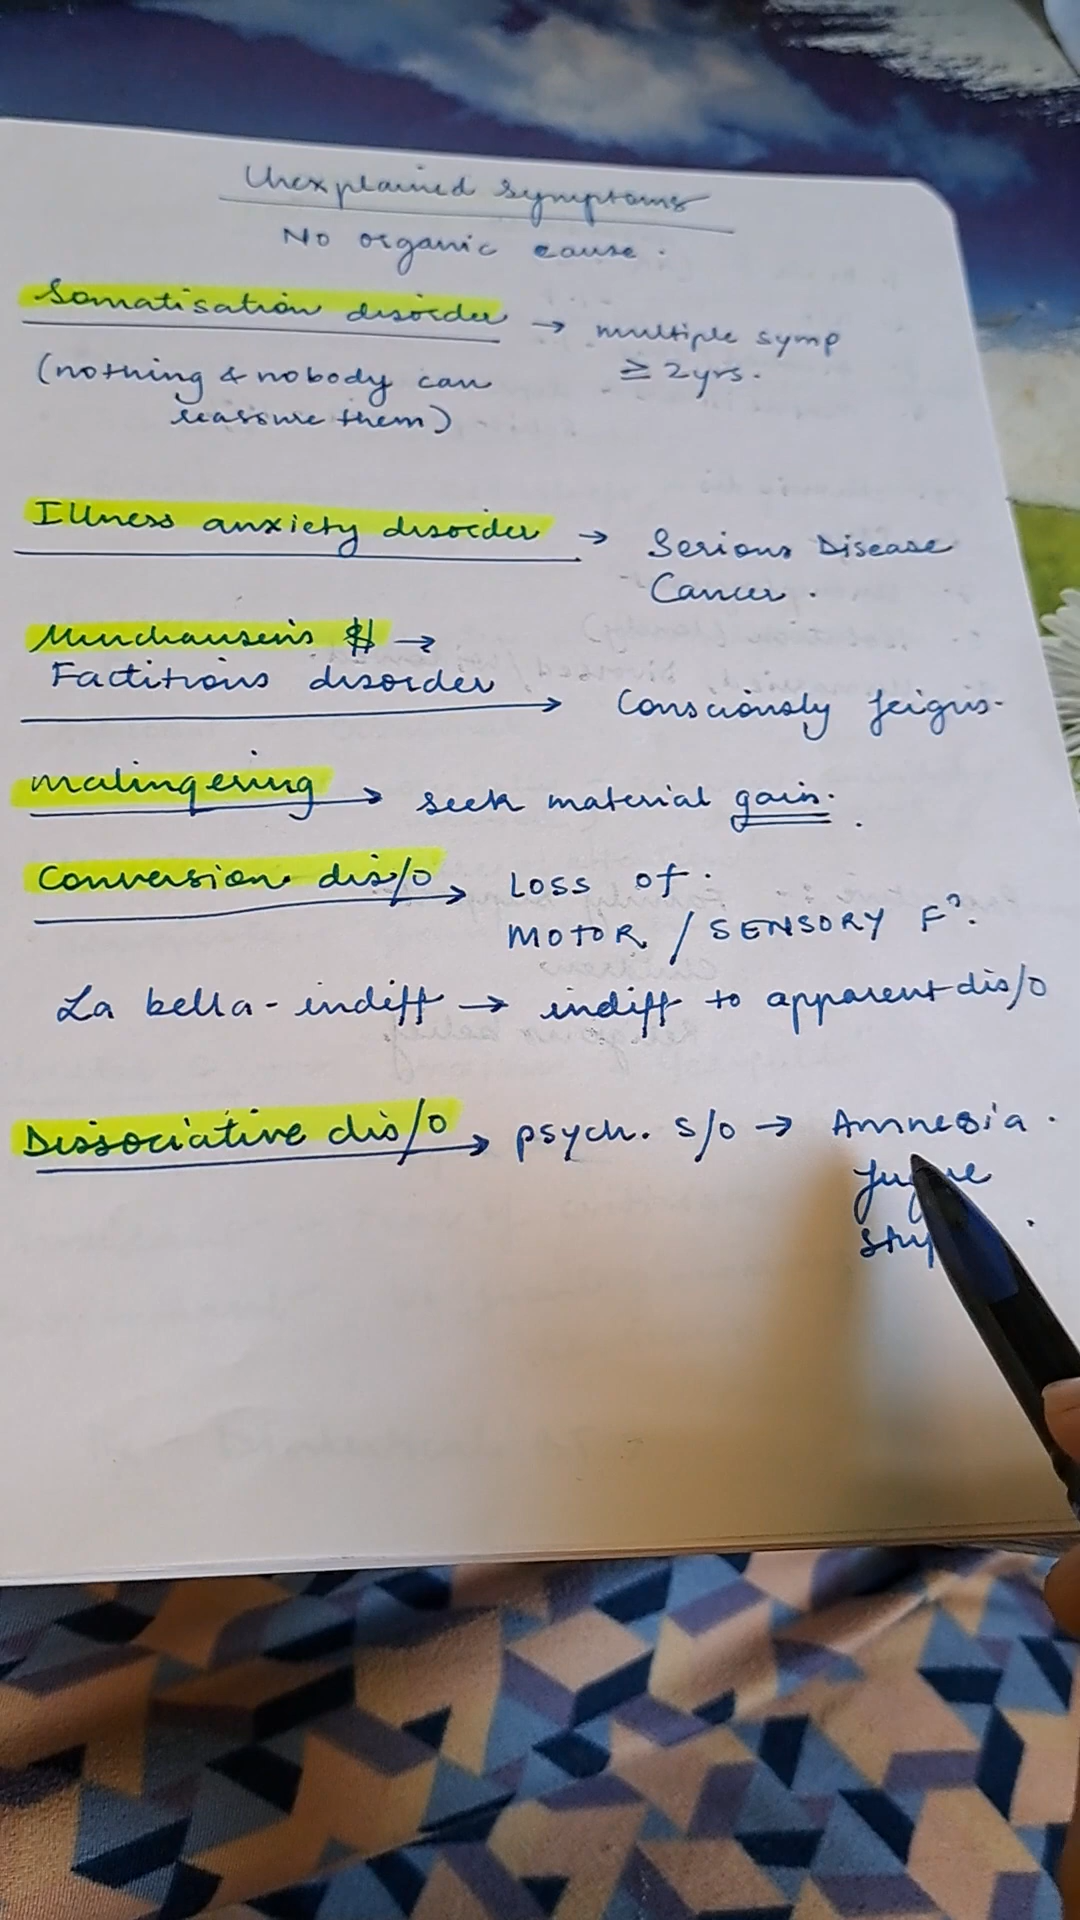 Unexplained Symptoms
No organic cause.
Somatisation disorder → multiple symp
≥ 2yrs.
(nothing & nobody can
reassure them)
Illness anxiety disorder → Serious Disease
Cancer.
Munchausen's $ →
Factitious disorder → Consciously feigns.
malingering → seek material gain.
Conversion dis/o → LOSS OF.
MOTOR / SENSORY Fⁿ.
La bella-indiff → indiff to apparent dis/o
Dissociative dis/o → psych. s/o → Amnesia.